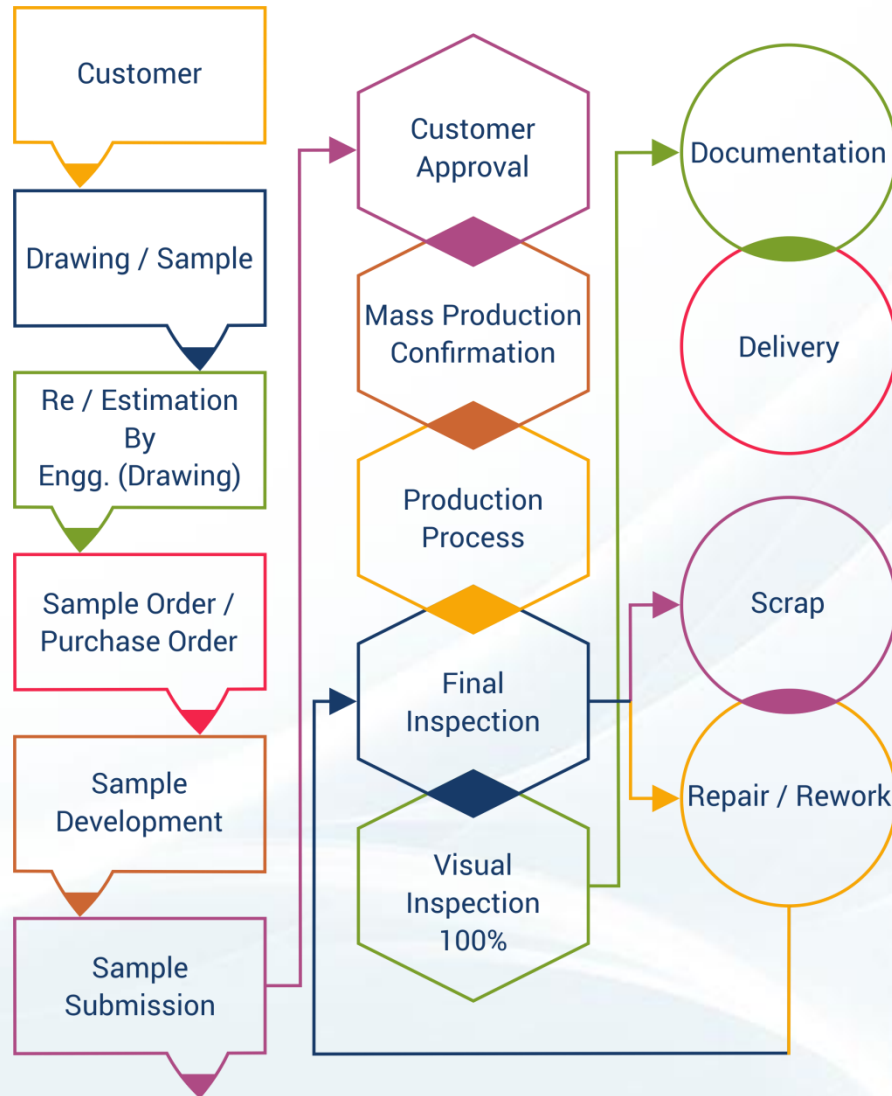 Customer
Drawing / Sample
Re / Estimation
By
Engg. (Drawing)
Sample Order /
Purchase Order
Sample
Development
Sample
Submission
Customer
Approval
Mass Production
Confirmation
Production
Process
Final
Inspection
Visual
Inspection
100%
Documentation
Delivery
Scrap
Repair / Rework